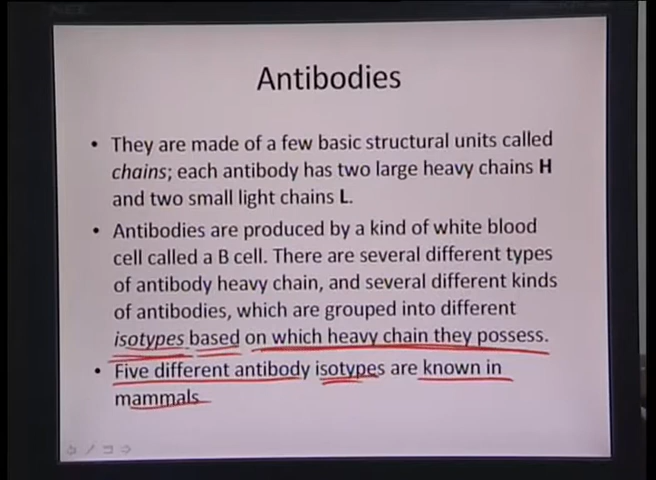 Antibodies
• They are made of a few basic structural units called
chains; each antibody has two large heavy chains H
and two small light chains L.
• Antibodies are produced by a kind of white blood
cell called a B cell. There are several different types
of antibody heavy chain, and several different kinds
of antibodies, which are grouped into different
isotypes based on which heavy chain they possess.
• Five different antibody isotypes are known in
mammals